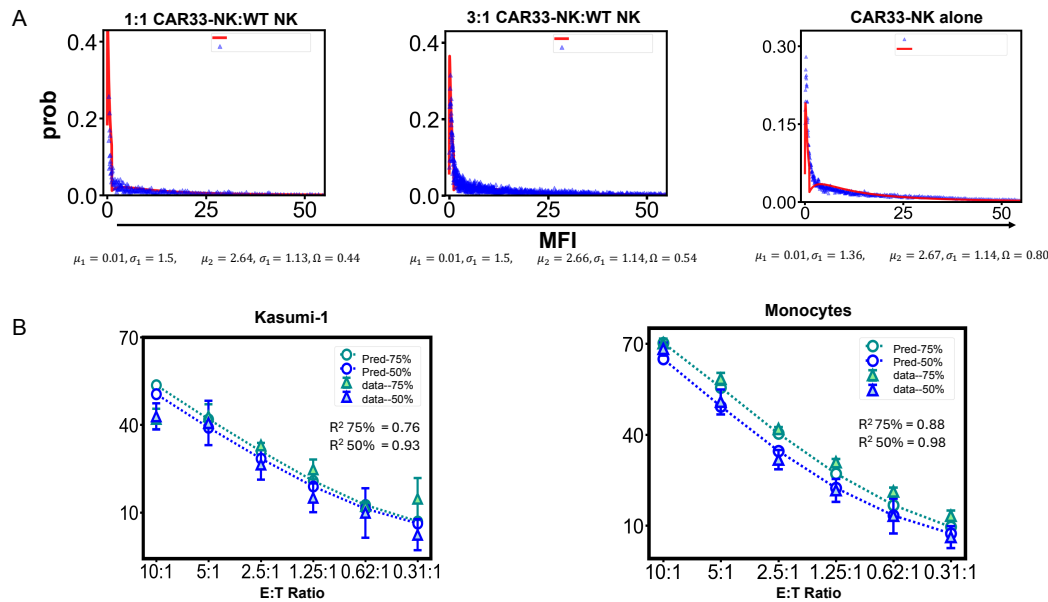 A
1:1 CAR33-NK:WT NK
3:1 CAR33-NK:WT NK
CAR33-NK alone
prob
0.4
0.2
0.0
0
25
50
0.4
0.2
0.0
0
25
50
0.30
0.15
0.00
0
25
50
MFI
μ₁ = 0.01, σ₁ = 1.5, μ₂ = 2.64, σ₁ = 1.13, Ω = 0.44
μ₁ = 0.01, σ₁ = 1.5, μ₂ = 2.66, σ₁ = 1.14, Ω = 0.54
μ₁ = 0.01, σ₁ = 1.36, μ₂ = 2.67, σ₁ = 1.14, Ω = 0.80
B
Kasumi-1
70
40
10
Pred-75%
Pred-50%
data--75%
data--50%
R² 75% = 0.76
R² 50% = 0.93
10:1 5:1 2.5:1 1.25:1 0.62:1 0.31:1
E:T Ratio
Monocytes
70
40
10
Pred-75%
Pred-50%
data--75%
data--50%
R² 75% = 0.88
R² 50% = 0.98
10:1 5:1 2.5:1 1.25:1 0.62:1 0.31:1
E:T Ratio